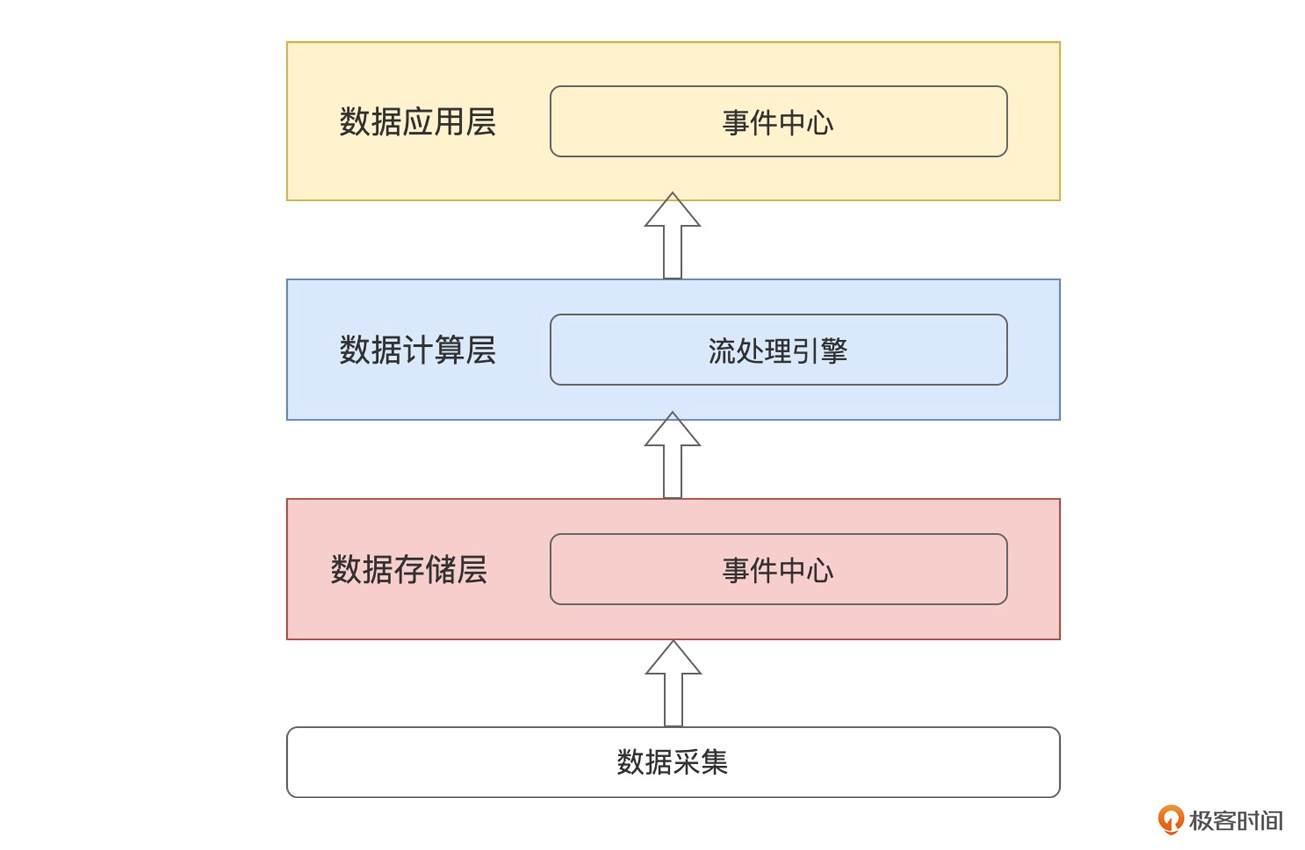 数据应用层
事件中心
数据计算层
流处理引擎
数据存储层
事件中心
数据采集
极客时间